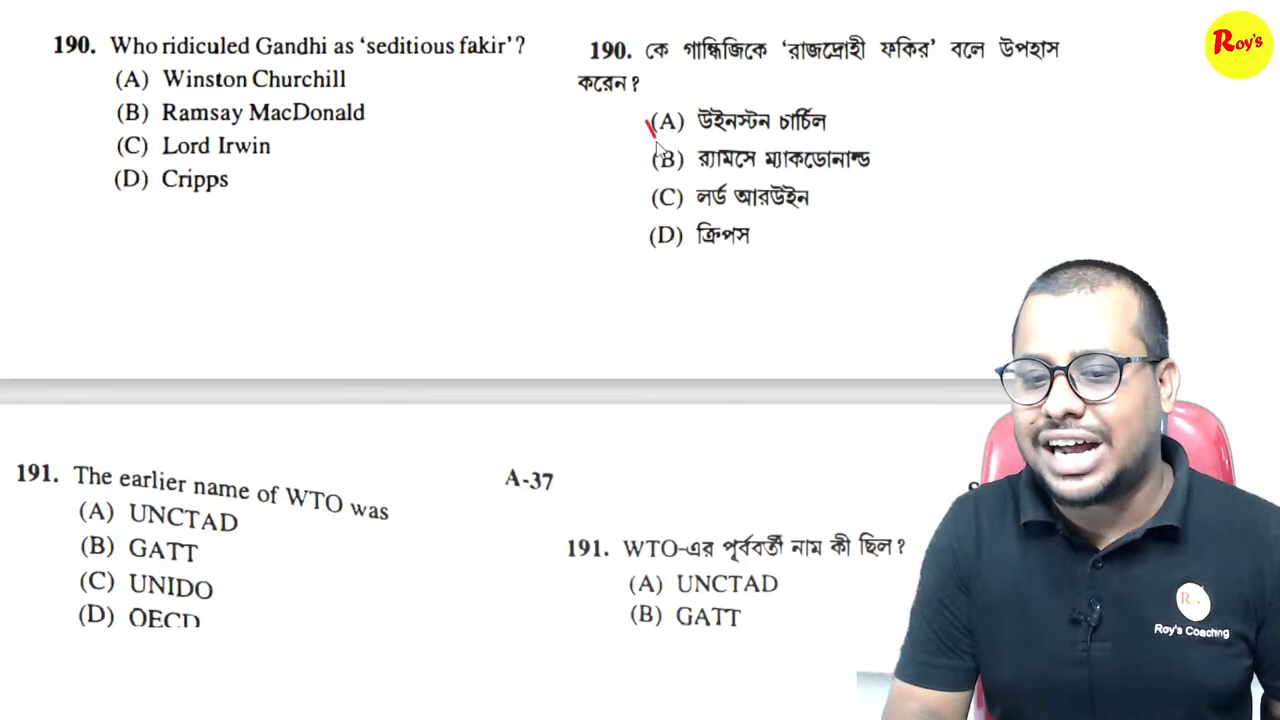 190. Who ridiculed Gandhi as ‘seditious fakir’?
(A) Winston Churchill
(B) Ramsay MacDonald
(C) Lord Irwin
(D) Cripps
190. কে গান্ধিজিকে ‘রাজদ্রোহী ফকির’ বলে উপহাস
করেন?
(A) উইনস্টন চার্চিল
(B) র‍্যামসে ম্যাকডোনাল্ড
(C) লর্ড আরউইন
(D) ক্রিপস
Roy's
191. The earlier name of WTO was
(A) UNCTAD
(B) GATT
(C) UNIDO
(D) OECD
A-37
191. WTO-এর পূর্ববর্তী নাম কী ছিল?
(A) UNCTAD
(B) GATT
Roy's Coaching